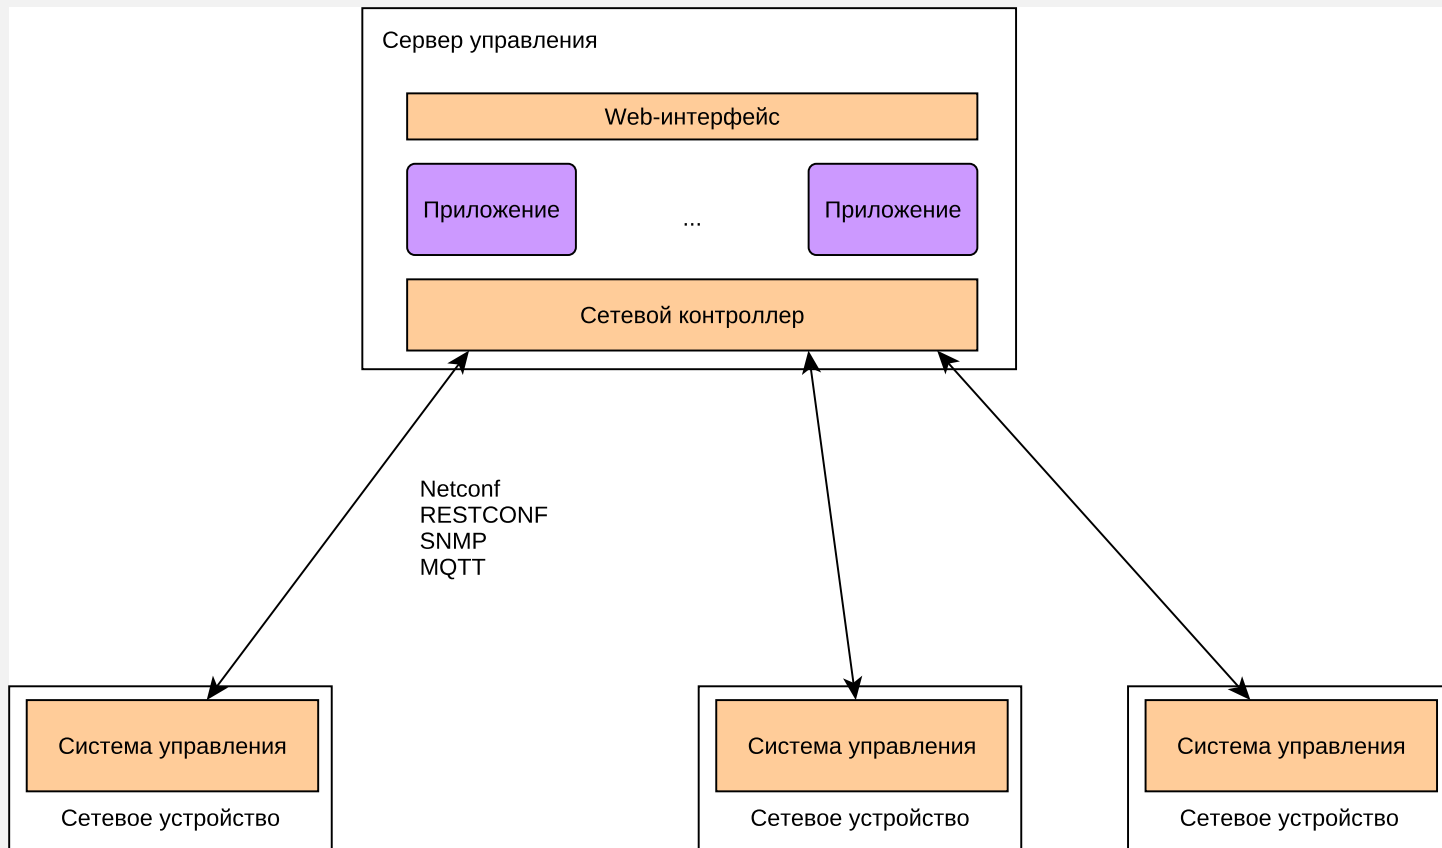 Сервер управления
Web-интерфейс
Приложение
...
Приложение
Сетевой контроллер
Netconf
RESTCONF
SNMP
MQTT
Система управления
Система управления
Система управления
Сетевое устройство
Сетевое устройство
Сетевое устройство